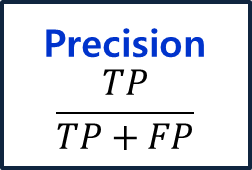 Precision
TP
TP + FP